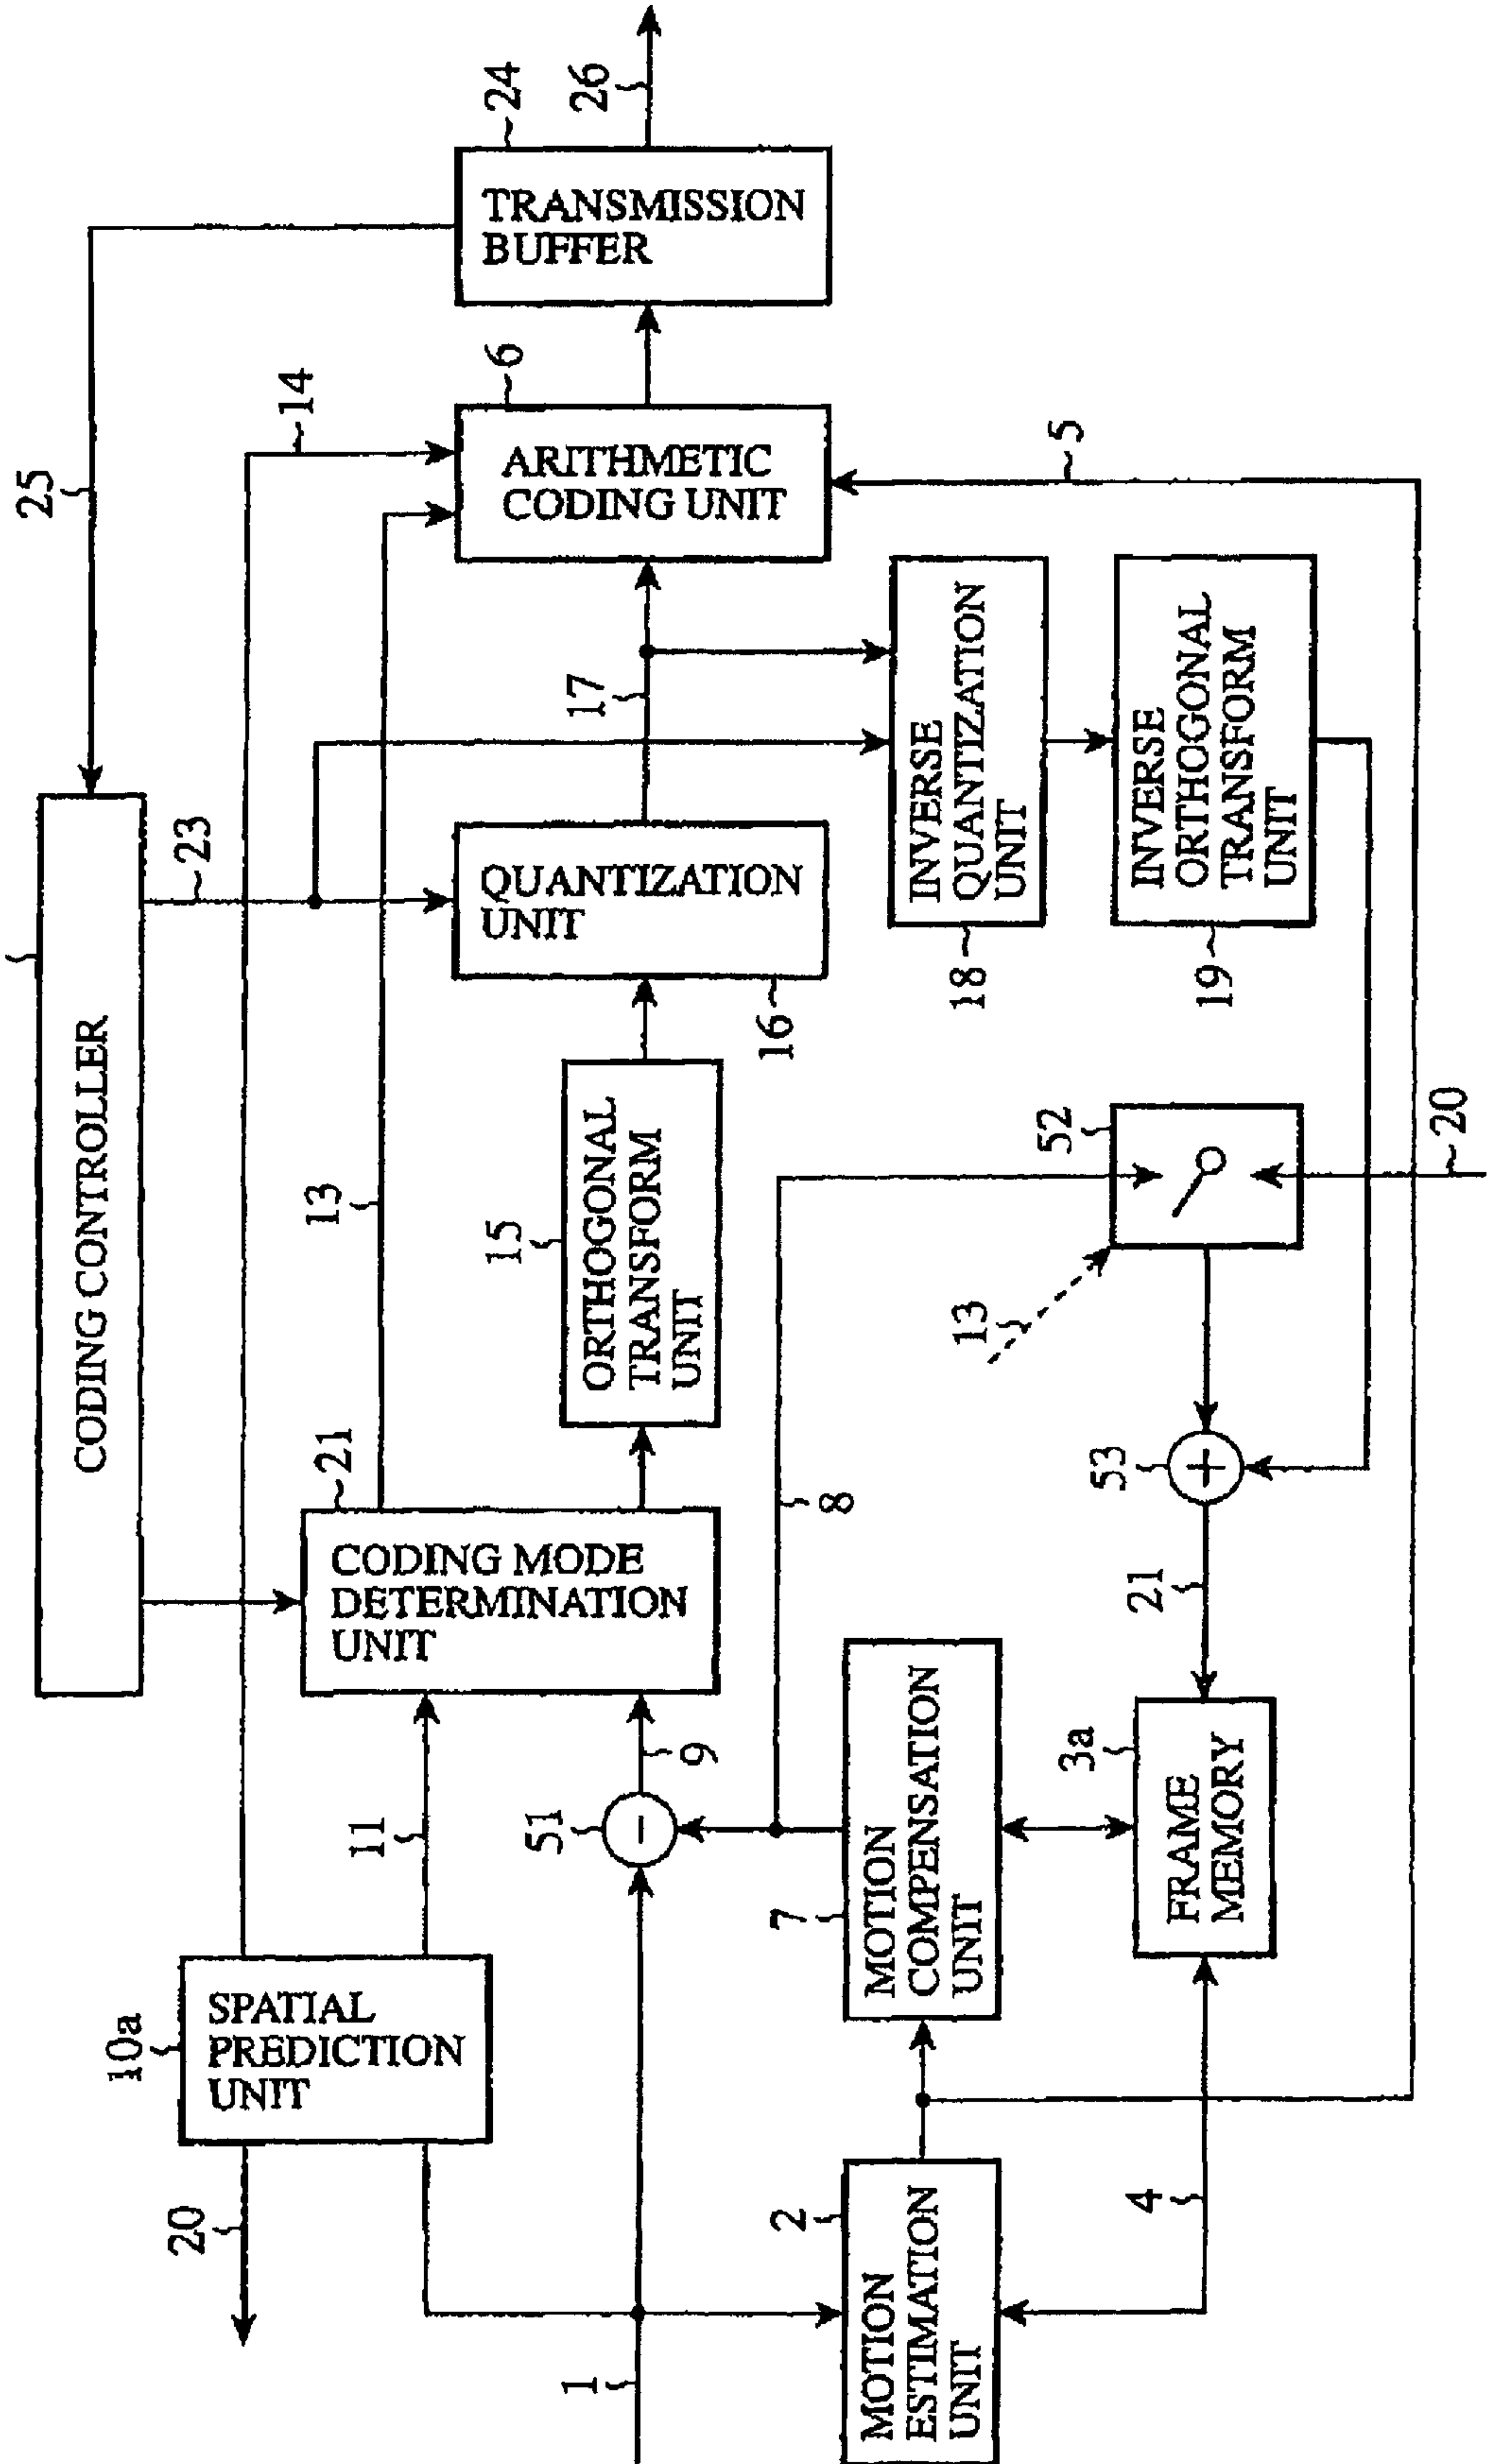 CODING CONTROLLER
25
23
14
24
TRANSMISSION
BUFFER
26
6
ARITHMETIC
CODING UNIT
5
13
17
QUANTIZATION
UNIT
16
INVERSE
QUANTIZATION
UNIT
18
INVERSE
ORTHOGONAL
TRANSFORM
UNIT
19
15
ORTHOGONAL
TRANSFORM
UNIT
21
CODING MODE
DETERMINATION
UNIT
52
13
20
53
+
8
21
11
9
51
-
10a
SPATIAL
PREDICTION
UNIT
20
7
MOTION
COMPENSATION
UNIT
3a
FRAME
MEMORY
1
2
MOTION
ESTIMATION
UNIT
4